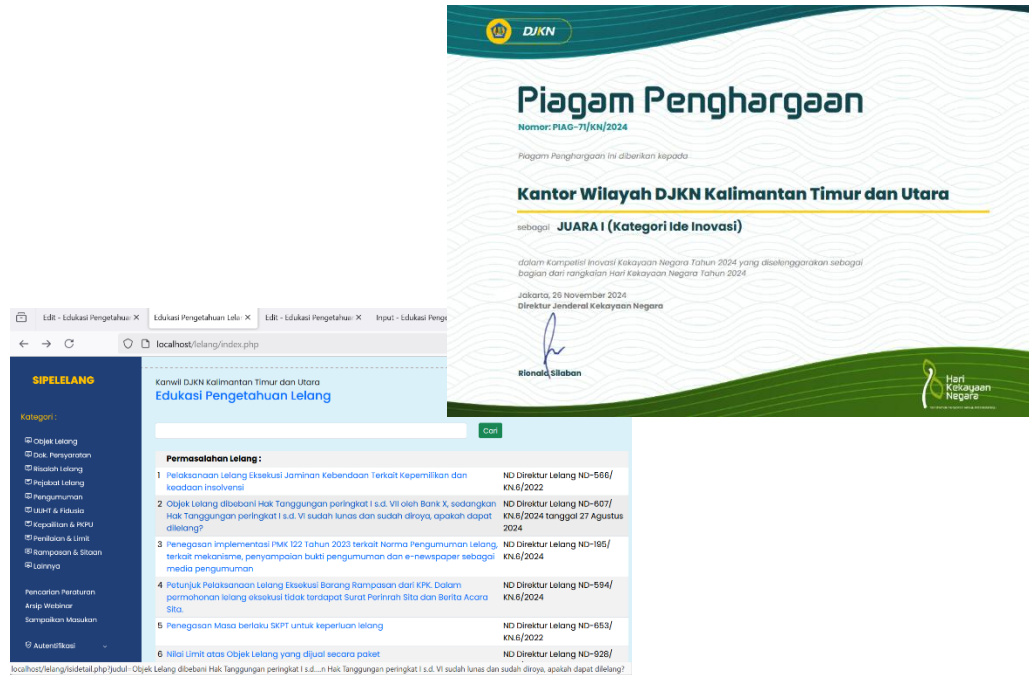 DJKN
Piagam Penghargaan
Nomor: PIAG-71/KN/2024
Piagam Penghargaan ini diberikan kepada
Kantor Wilayah DJKN Kalimantan Timur dan Utara
sebagai JUARA I (Kategori Ide Inovasi)
dalam Kompetisi Inovasi Kekayaan Negara Tahun 2024 yang diselenggarakan sebagai
bagian dari rangkaian Hari Kekayaan Negara Tahun 2024
Jakarta, 26 November 2024
Direktur Jenderal Kekayaan Negara
Rionald Silaban
Hari
Kekayaan
Negara
Edit - Edukasi Pengetahuan
Edukasi Pengetahuan Lela
Edit - Edukasi Pengetahuan
Input - Edukasi Penge
localhost/lelang/index.php
SIPELELANG
Kategori :
Objek Lelang
Dok. Persyaratan
Risalah Lelang
Pejabat Lelang
Pengumuman
UUHT & Fidusia
Kepailitan & PKPU
Penilaian & Limit
Rampasan & Sitaan
Lainnya
Pencarian Peraturan
Arsip Webinar
Sampaikan Masukan
Autentifikasi
Kanwil DJKN Kalimantan Timur dan Utara
Edukasi Pengetahuan Lelang
Cari
Permasalahan Lelang :
1 Pelaksanaan Lelang Eksekusi Jaminan Kebendaan Terkait Kepemilikan dan
keadaan insolvensi
ND Direktur Lelang ND-566/
KN.6/2022
2 Objek Lelang dibebani Hak Tanggungan peringkat I s.d. VII oleh Bank X, sedangkan
Hak Tanggungan peringkat I s.d. VI sudah lunas dan sudah diroya, apakah dapat
dilelang?
ND Direktur Lelang ND-607/
KN.6/2024 tanggal 27 Agustus
2024
3 Penegasan implementasi PMK 122 Tahun 2023 terkait Norma Pengumuman Lelang,
terkait mekanisme, penyampaian bukti pengumuman dan e-newspaper sebagai
media pengumuman
ND Direktur Lelang ND-195/
KN.6/2024
4 Petunjuk Pelaksanaan Lelang Eksekusi Barang Rampasan dari KPK. Dalam
permohonan lelang eksekusi tidak terdapat Surat Perinrah Sita dan Berita Acara
Sita.
ND Direktur Lelang ND-594/
KN.6/2024
5 Penegasan Masa berlaku SKPT untuk keperluan lelang
ND Direktur Lelang ND-653/
KN.6/2022
6 Nilai Limit atas Objek Lelang yang dijual secara paket
ND Direktur Lelang ND-928/
localhost/lelang/isidetail.php?judul=Objek Lelang dibebani Hak Tanggungan peringkat I s.d....n Hak Tanggungan peringkat I s.d. VI sudah lunas dan sudah diroya, apakah dapat dilelang?